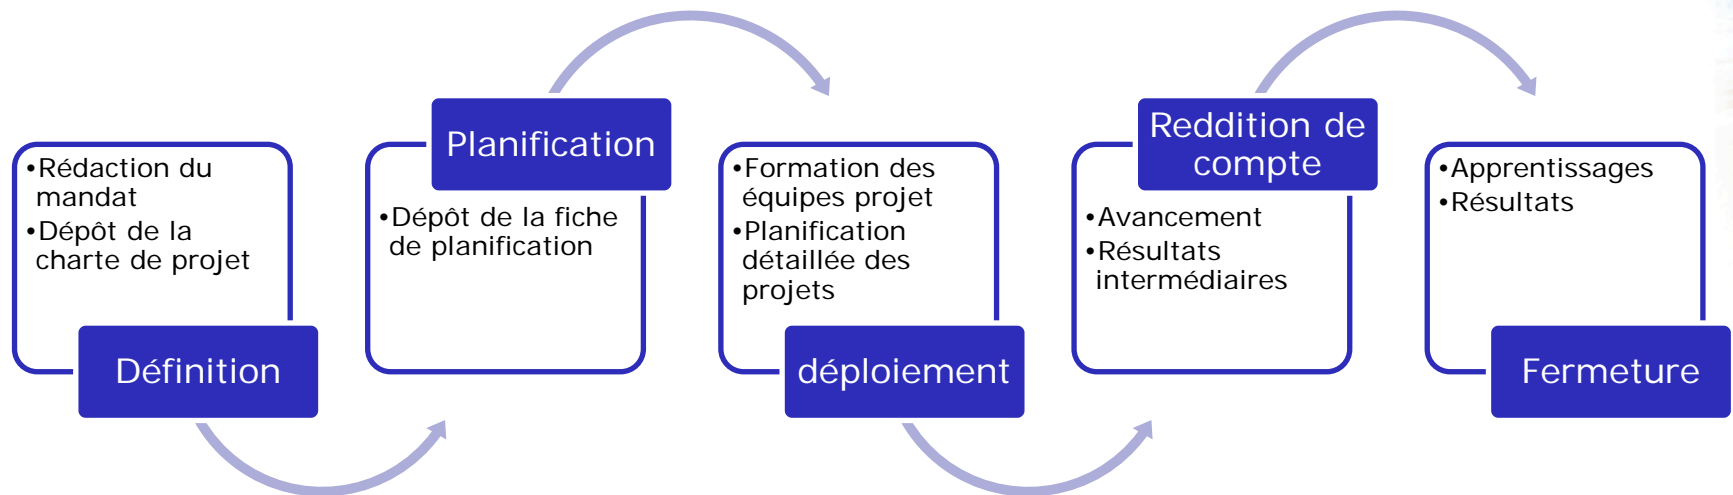 •Rédaction du
mandat
•Dépôt de la
charte de projet
Définition
Planification
•Dépôt de la fiche
de planification
•Formation des
équipes projet
•Planification
détaillée des
projets
déploiement
Reddition de
compte
•Avancement
•Résultats
intermédiaires
•Apprentissages
•Résultats
Fermeture